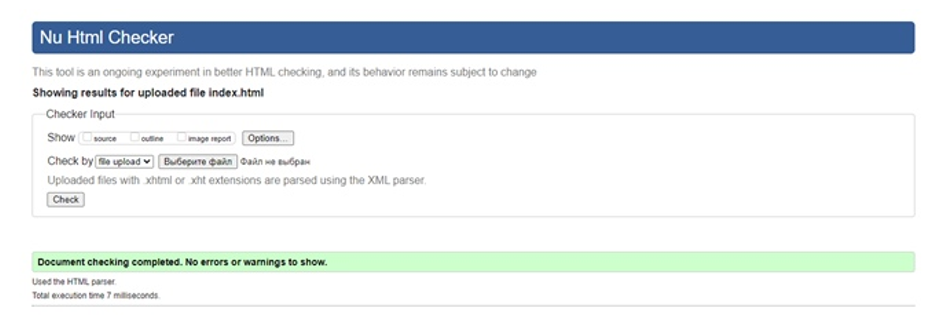 Nu Html Checker
This tool is an ongoing experiment in better HTML checking, and its behavior remains subject to change
Showing results for uploaded file index.html
Checker Input
Show source outline image report Options...
Check by file upload Выберите файл Файл не выбран
Uploaded files with .xhtml or .xht extensions are parsed using the XML parser.
Check
Document checking completed. No errors or warnings to show.
Used the HTML parser.
Total execution time 7 milliseconds.